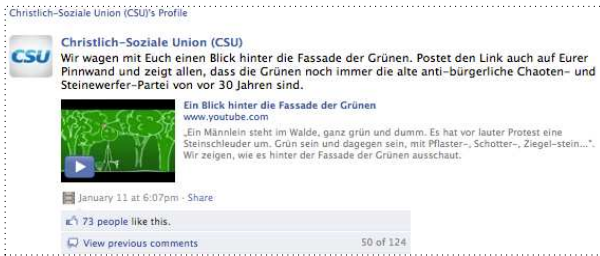 Christlich-Soziale Union (CSU)'s Profile
CSU
Christlich-Soziale Union (CSU)
Wir wagen mit Euch einen Blick hinter die Fassade der Grünen. Postet den Link auch auf Eurer
Pinnwand und zeigt allen, dass die Grünen noch immer die alte anti-bürgerliche Chaoten- und
Steinewerfer-Partei von vor 30 Jahren sind.
Ein Blick hinter die Fassade der Grünen
www.youtube.com
„Ein Männlein steht im Walde, ganz grün und dumm. Es hat vor lauter Protest eine
Steinschleuder um. Grün sein und dagegen sein, mit Pflaster-, Schotter-, Ziegel-stein...".
Wir zeigen, wie es hinter der Fassade der Grünen ausschaut.
January 11 at 6:07pm · Share
73 people like this.
View previous comments 50 of 124